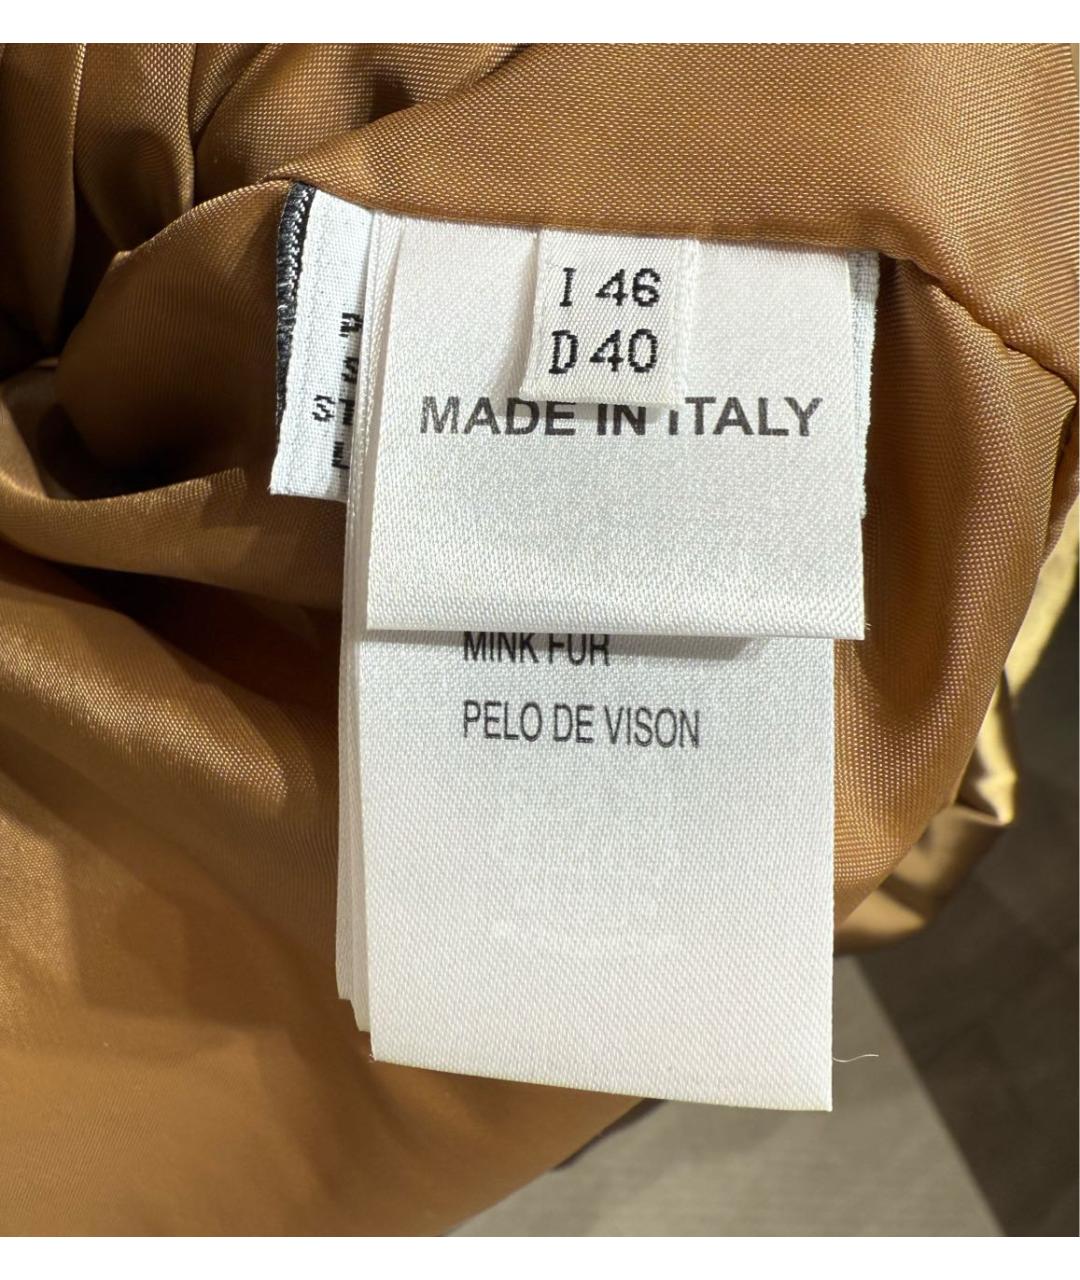 I 46
D 40
MADE IN ITALY
MINK FUR
PELO DE VISON